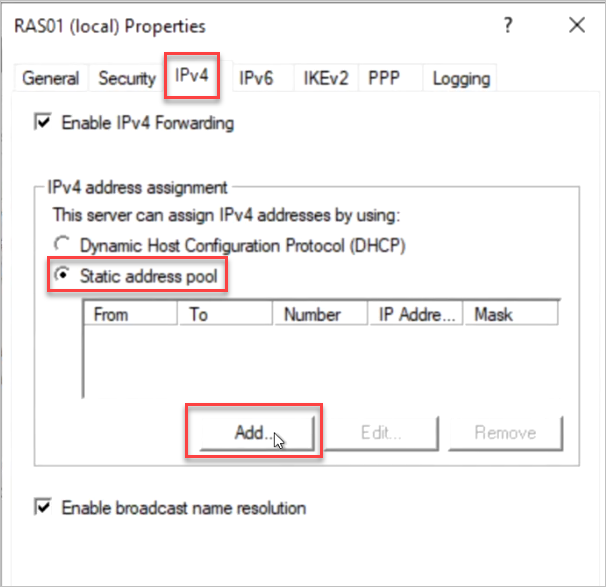 RAS01 (local) Properties ?
General Security IPv4 IPv6 IKEv2 PPP Logging
Enable IPv4 Forwarding
IPv4 address assignment
This server can assign IPv4 addresses by using:
Dynamic Host Configuration Protocol (DHCP)
Static address pool
From To Number IP Addre... Mask
Add... Edit... Remove
Enable broadcast name resolution